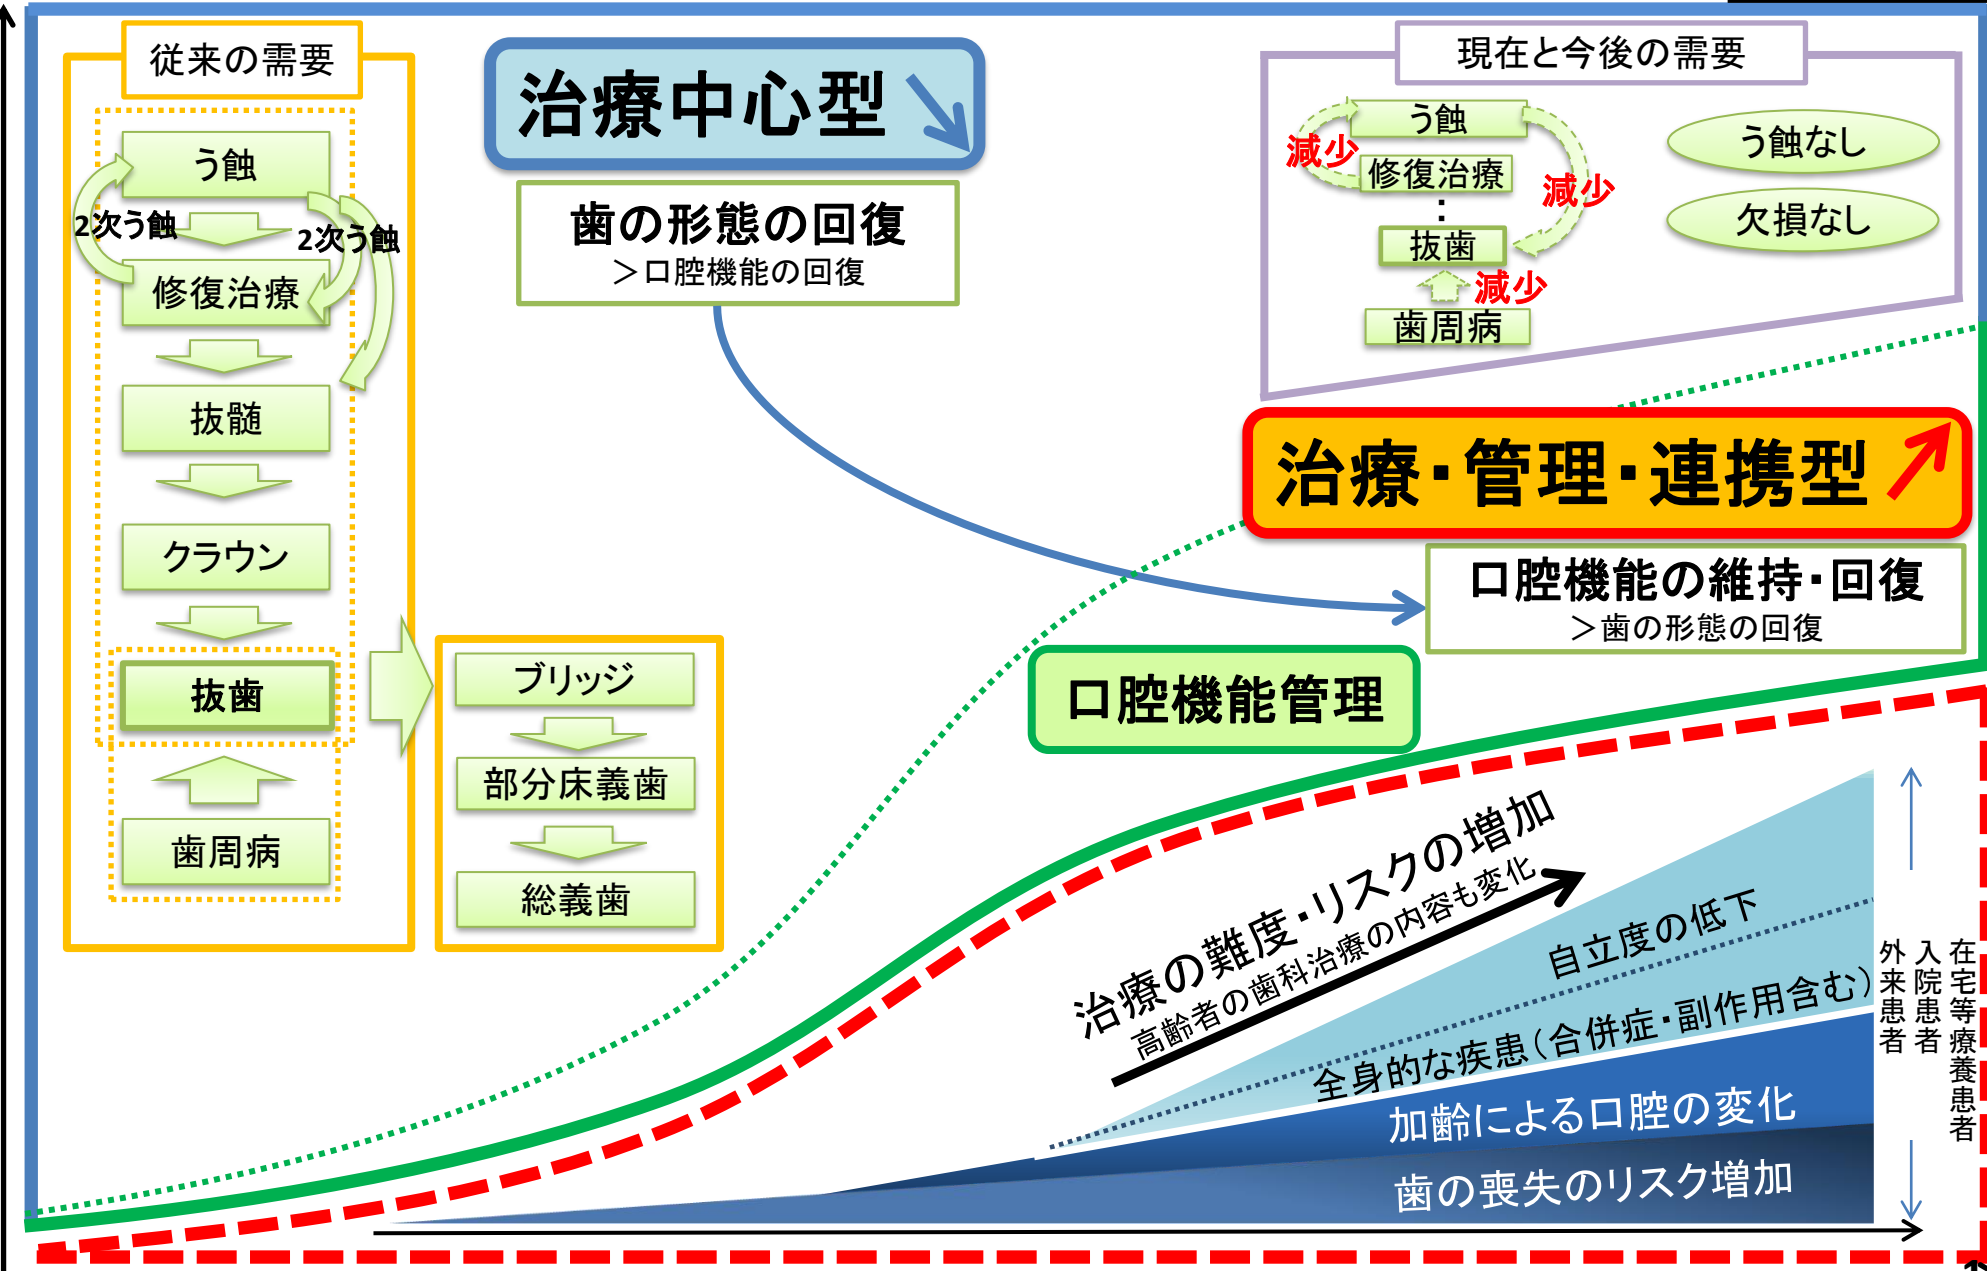 従来の需要
う蝕
2次う蝕
2次う蝕
修復治療
抜髄
クラウン
抜歯
歯周病
ブリッジ
部分床義歯
総義歯
治療中心型
歯の形態の回復
＞口腔機能の回復
現在と今後の需要
う蝕
減少
修復治療
減少
：
抜歯
減少
歯周病
う蝕なし
欠損なし
治療・管理・連携型
口腔機能の維持・回復
＞歯の形態の回復
口腔機能管理
治療の難度・リスクの増加
高齢者の歯科治療の内容も変化
自立度の低下
全身的な疾患（合併症・副作用含む）
加齢による口腔の変化
歯の喪失のリスク増加
在宅等療養患者
入院患者
外来患者